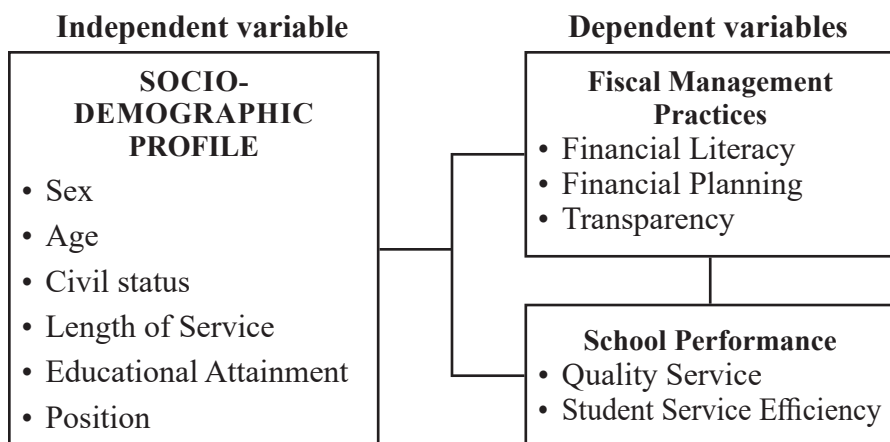 Independent variable
SOCIO-
DEMOGRAPHIC
PROFILE
• Sex
• Age
• Civil status
• Length of Service
• Educational Attainment
• Position
Dependent variables
Fiscal Management
Practices
• Financial Literacy
• Financial Planning
• Transparency
School Performance
• Quality Service
• Student Service Efficiency